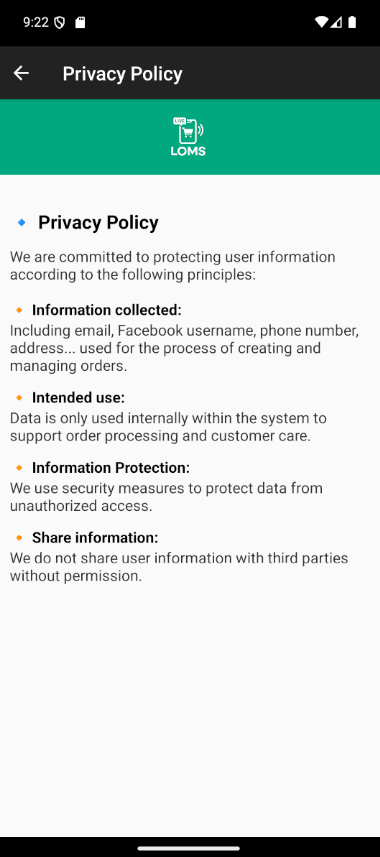 9:22
Privacy Policy
LIVE
LOMS
Privacy Policy
We are committed to protecting user information
according to the following principles:
Information collected:
Including email, Facebook username, phone number,
address... used for the process of creating and
managing orders.
Intended use:
Data is only used internally within the system to
support order processing and customer care.
Information Protection:
We use security measures to protect data from
unauthorized access.
Share information:
We do not share user information with third parties
without permission.